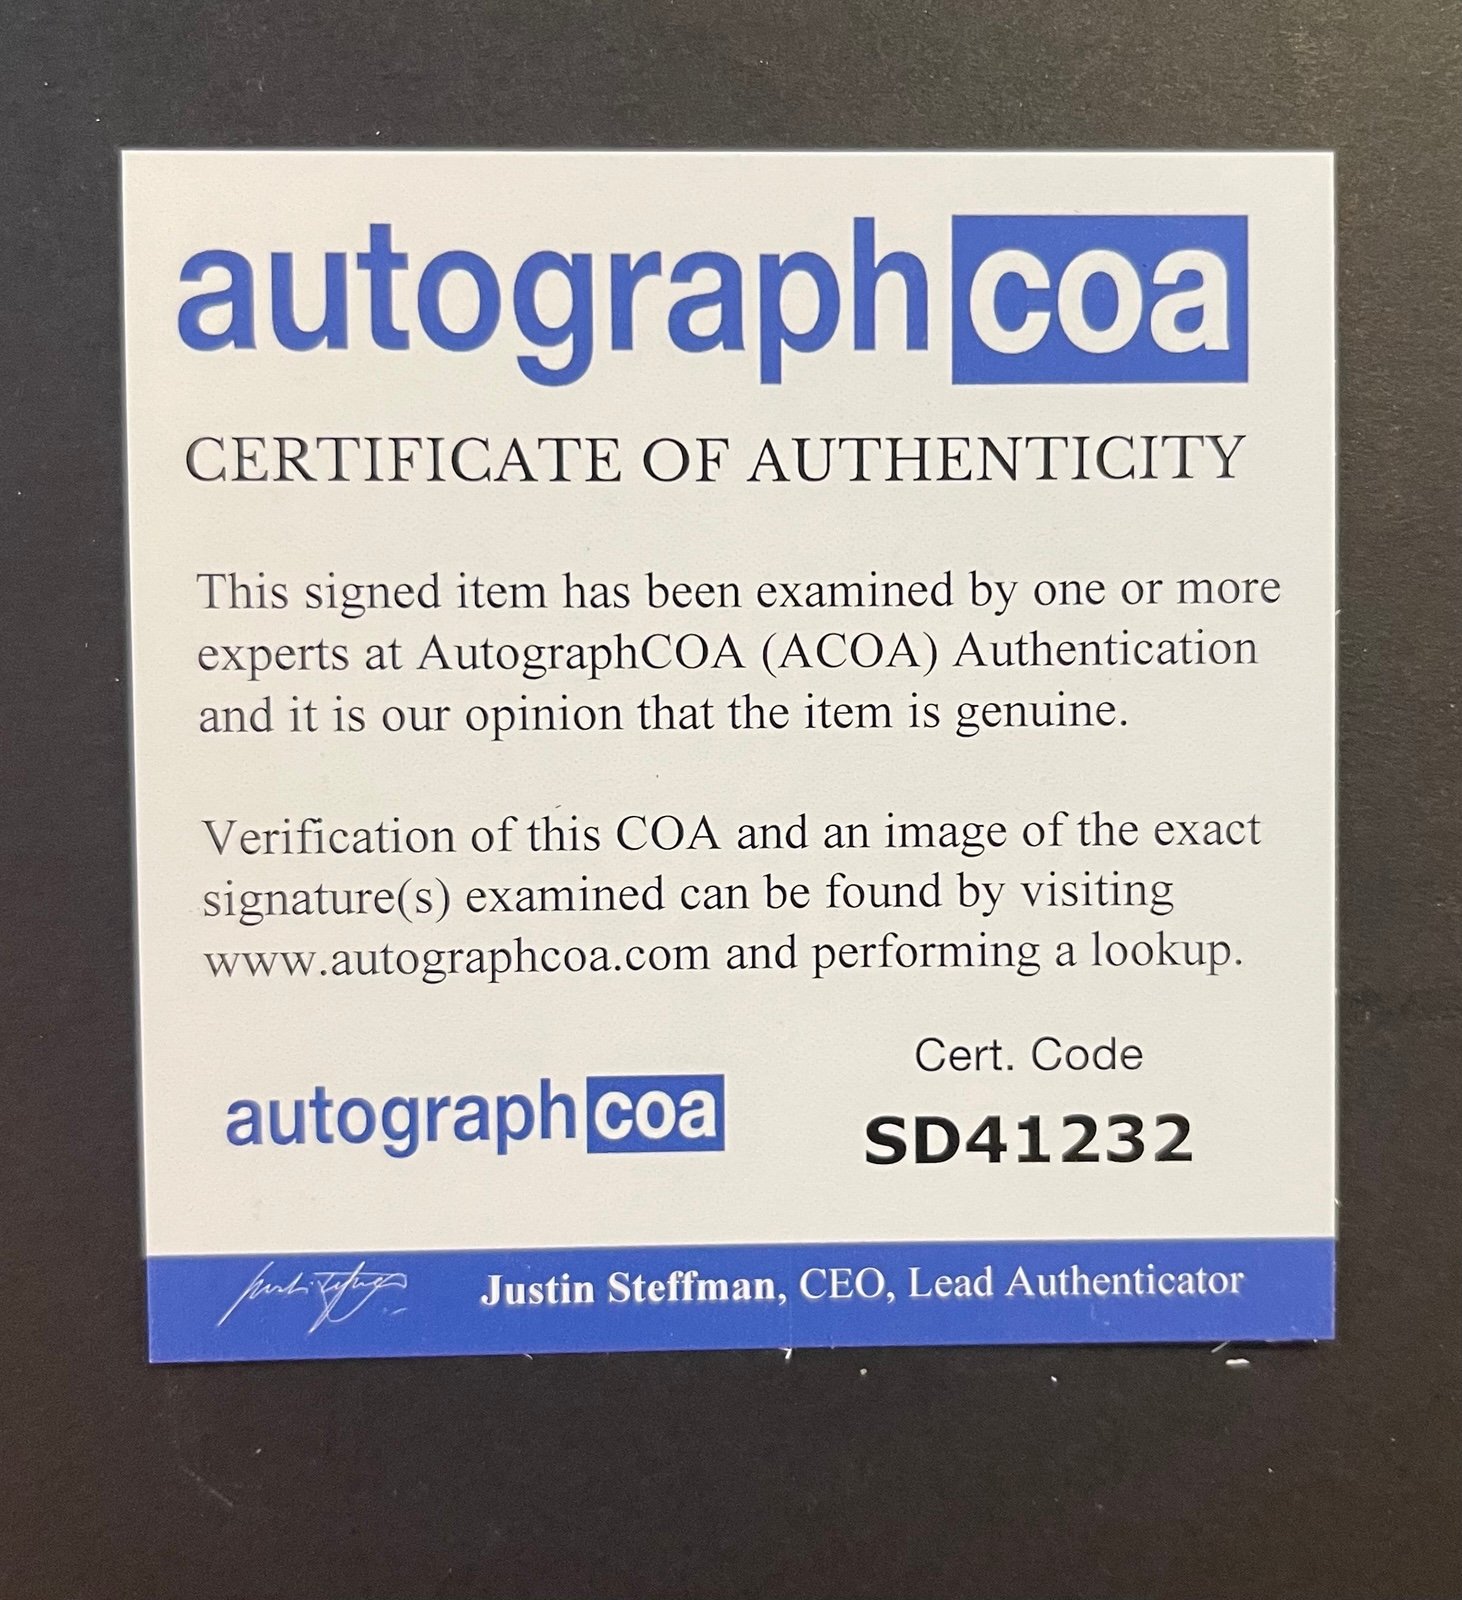 autographcoa
CERTIFICATE OF AUTHENTICITY
This signed item has been examined by one or more
experts at AutographCOA (ACOA) Authentication
and it is our opinion that the item is genuine.
Verification of this COA and an image of the exact
signature(s) examined can be found by visiting
www.autographcoa.com and performing a lookup.
Cert. Code
autographcoa
SD41232
Justin Steffman, CEO, Lead Authenticator